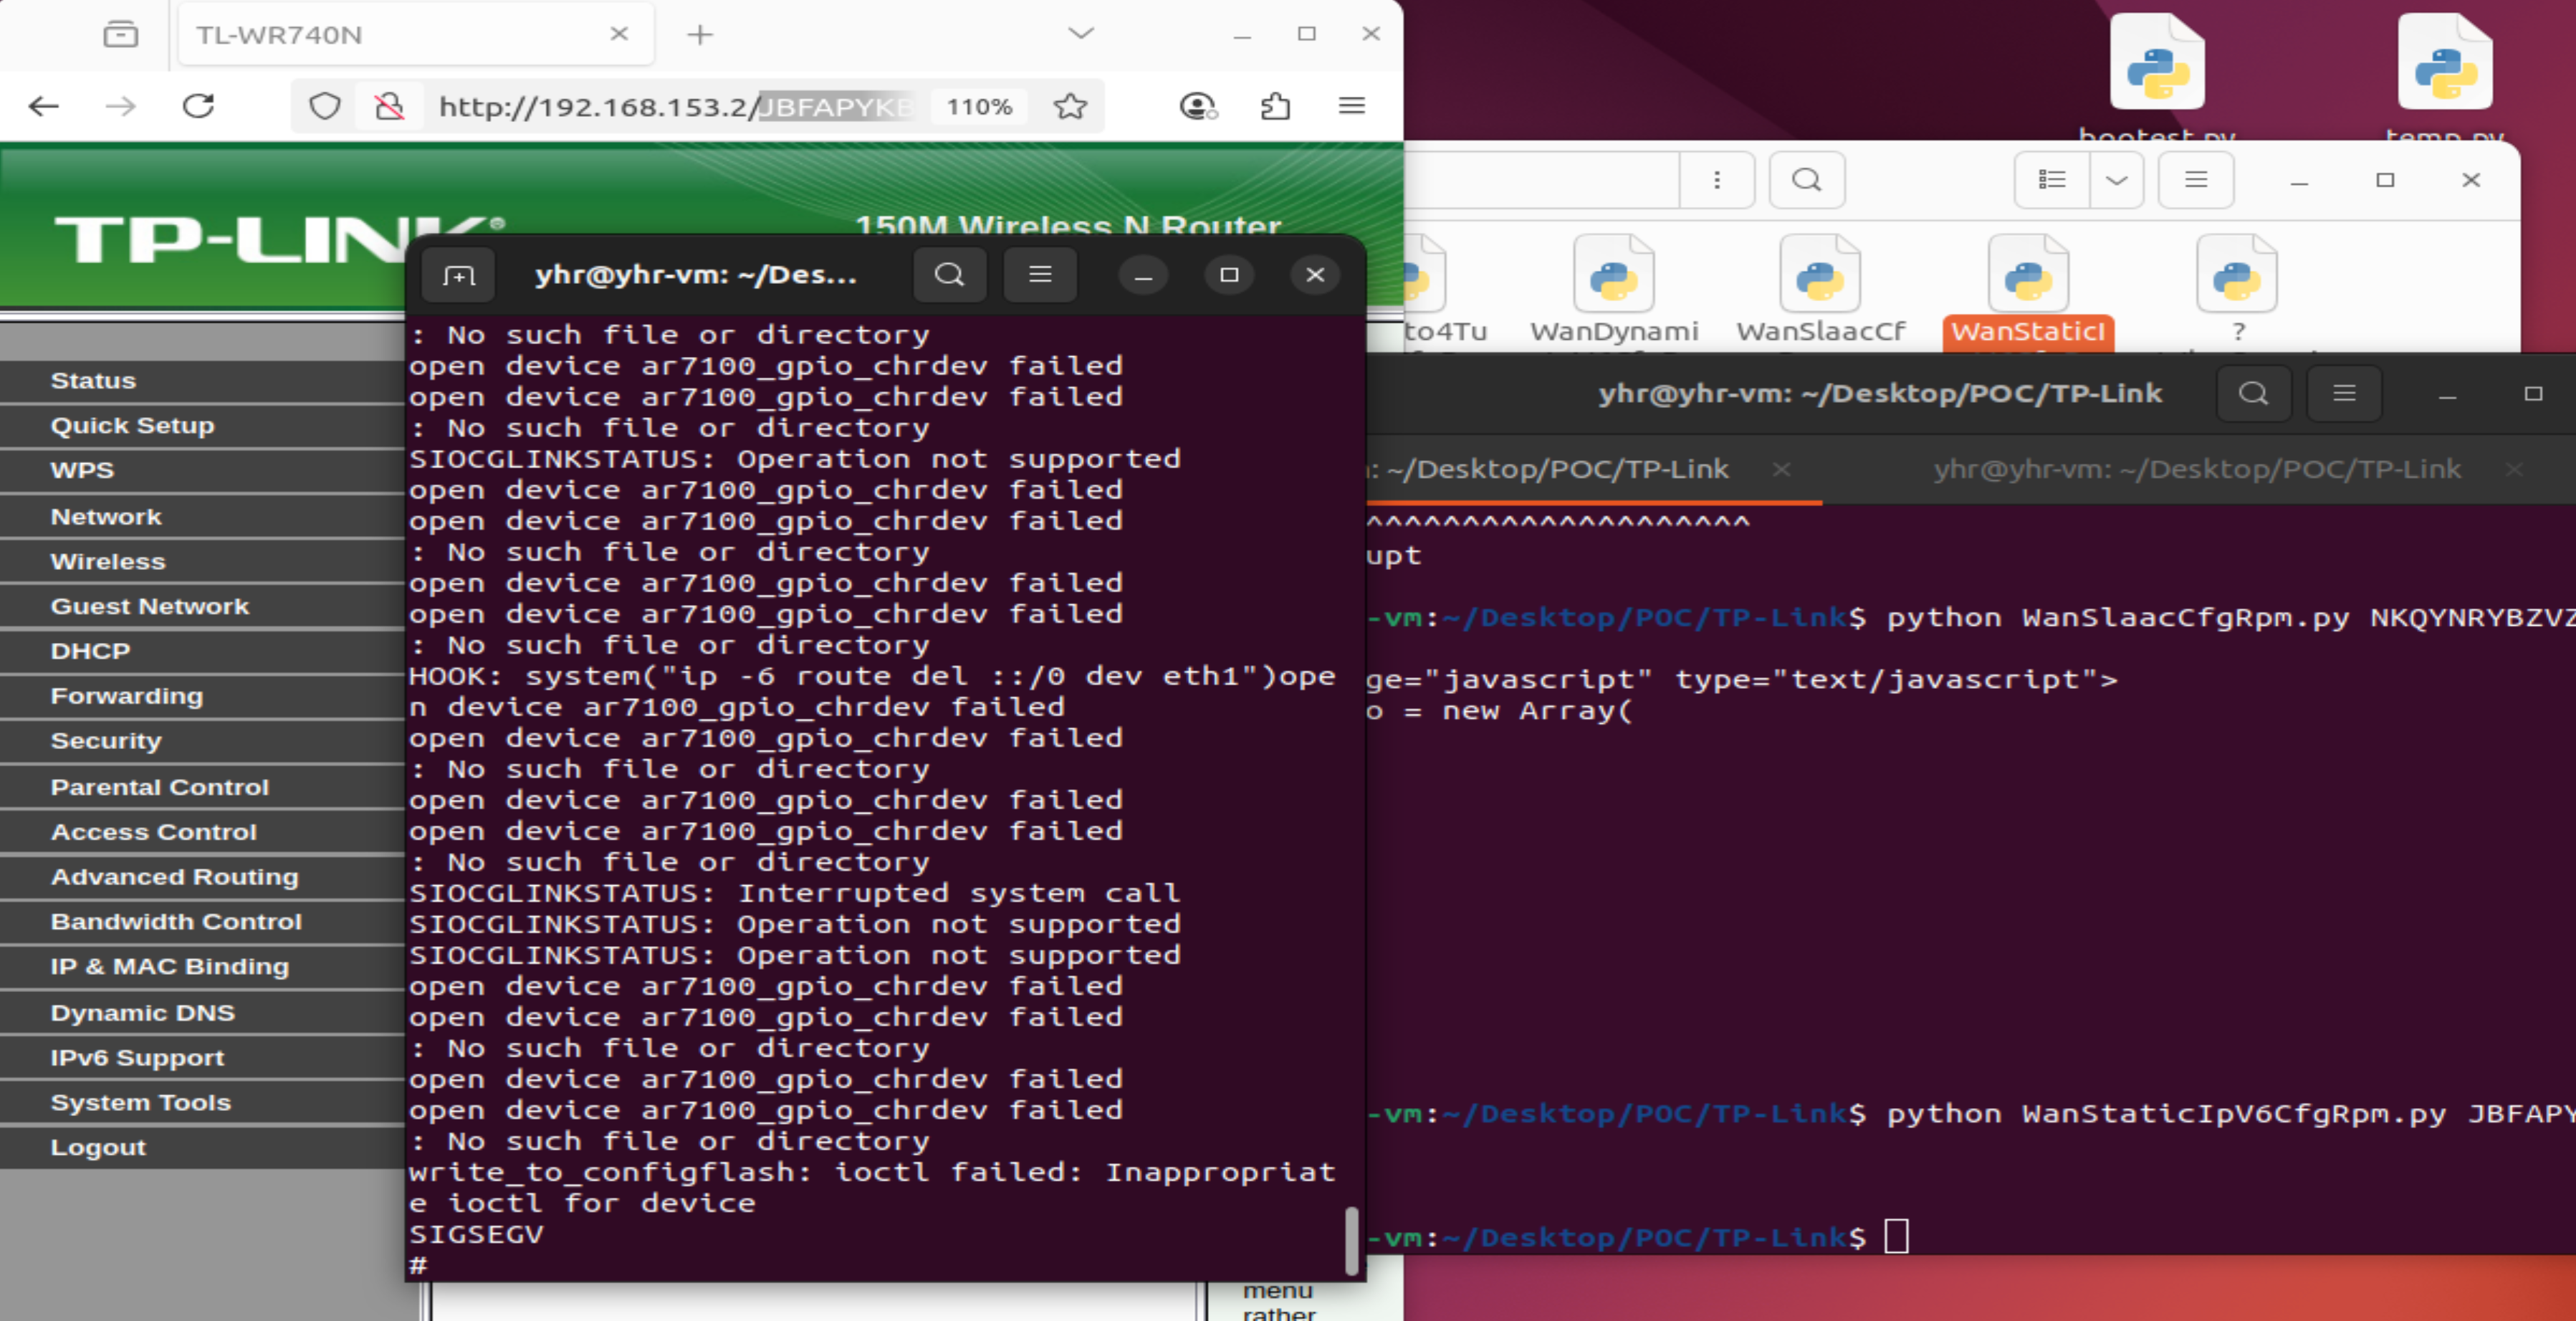 TL-WR740N
http://192.168.153.2/JBFAPYKB
110%
TP-LINK®
150M Wireless N Router
Status
Quick Setup
WPS
Network
Wireless
Guest Network
DHCP
Forwarding
Security
Parental Control
Access Control
Advanced Routing
Bandwidth Control
IP & MAC Binding
Dynamic DNS
IPv6 Support
System Tools
Logout
yhr@yhr-vm: ~/Des...
: No such file or directory
open device ar7100_gpio_chrdev failed
open device ar7100_gpio_chrdev failed
: No such file or directory
SIOCGLINKSTATUS: Operation not supported
open device ar7100_gpio_chrdev failed
open device ar7100_gpio_chrdev failed
: No such file or directory
open device ar7100_gpio_chrdev failed
open device ar7100_gpio_chrdev failed
: No such file or directory
HOOK: system("ip -6 route del ::/0 dev eth1")ope
n device ar7100_gpio_chrdev failed
open device ar7100_gpio_chrdev failed
: No such file or directory
open device ar7100_gpio_chrdev failed
open device ar7100_gpio_chrdev failed
: No such file or directory
SIOCGLINKSTATUS: Interrupted system call
SIOCGLINKSTATUS: Operation not supported
SIOCGLINKSTATUS: Operation not supported
open device ar7100_gpio_chrdev failed
open device ar7100_gpio_chrdev failed
: No such file or directory
open device ar7100_gpio_chrdev failed
open device ar7100_gpio_chrdev failed
: No such file or directory
write_to_configflash: ioctl failed: Inappropriat
e ioctl for device
SIGSEGV
#
menu
rather
bootest.py
temp.py
to4Tu
WanDynami
WanSlaacCf
WanStaticI
?
yhr@yhr-vm: ~/Desktop/POC/TP-Link
: ~/Desktop/POC/TP-Link
yhr@yhr-vm: ~/Desktop/POC/TP-Link
^^^^^^^^^^^^^^^^^^^^
upt
-vm:~/Desktop/POC/TP-Link$ python WanSlaacCfgRpm.py NKQYNRYBZVZ
ge="javascript" type="text/javascript">
o = new Array(
-vm:~/Desktop/POC/TP-Link$ python WanStaticIpV6CfgRpm.py JBFAPY
-vm:~/Desktop/POC/TP-Link$